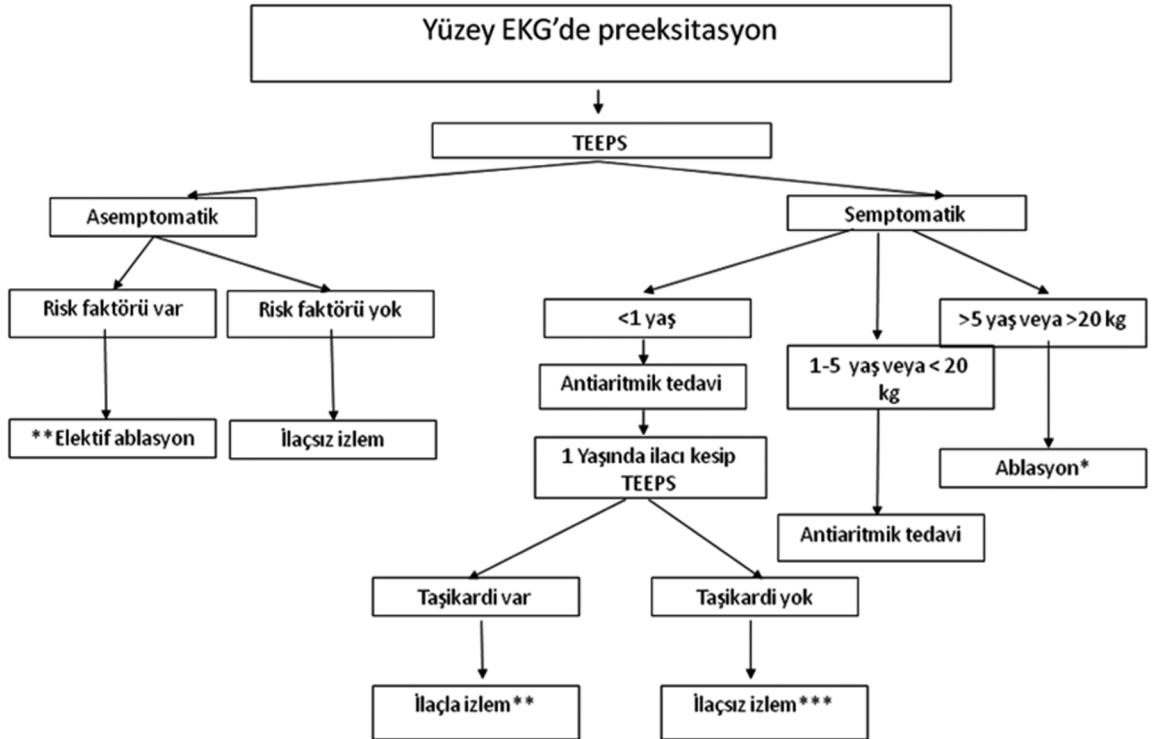 Yüzey EKG’de preeksitasyon
TEEPS
Asemptomatik
Semptomatik
Risk faktörü var
Risk faktörü yok
<1 yaş
>5 yaş veya >20 kg
1-5 yaş veya < 20
kg
Antiaritmik tedavi
**Elektif ablasyon
İlaçsız izlem
1 Yaşında ilacı kesip
TEEPS
Ablasyon*
Antiaritmik tedavi
Taşikardi var
Taşikardi yok
İlaçla izlem**
İlaçsız izlem***